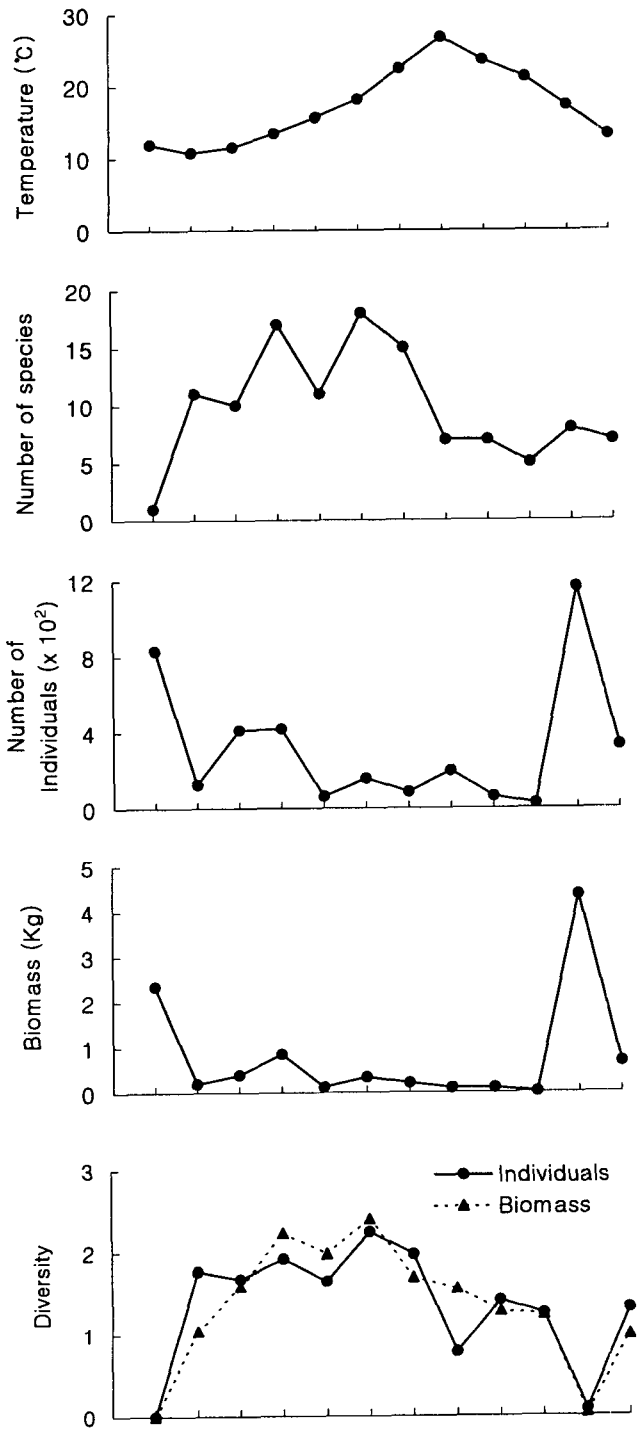 Temperature (℃)
30
20
10
0
Number of species
20
15
10
5
0
Number of
Individuals (x 10²)
12
8
4
0
Biomass (Kg)
5
4
3
2
1
0
Diversity
3
2
1
0
Individuals
Biomass